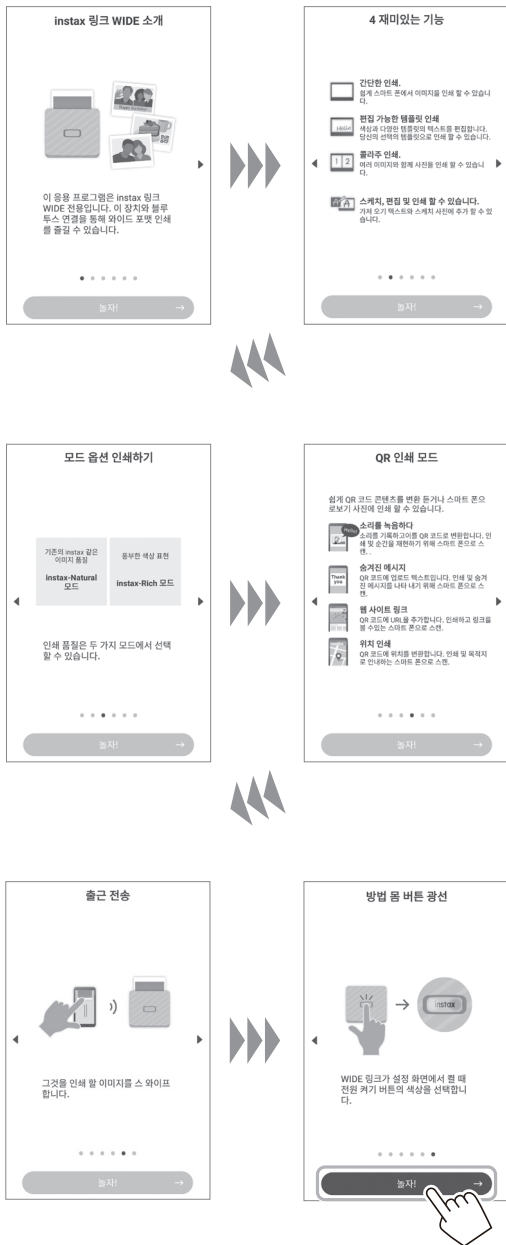 instax 링크 WIDE 소개
이 응용 프로그램은 instax 링크
WIDE 전용입니다. 이 장치와 블루
투스 연결을 통해 와이드 포맷 인쇄
를 즐길 수 있습니다.
놀자! →
4 재미있는 기능
간단한 인쇄.
쉽게 스마트 폰에서 이미지을 인쇄 할 수 있습니
다.
Hello
편집 가능한 템플릿 인쇄
색상과 다양한 템플릿의 텍스트를 편집합니다.
당신의 선택의 템플릿으로 인쇄 할 수 있습니다.
1 2
콜라주 인쇄.
여러 이미지와 함께 사진을 인쇄 할 수 있습니
다.
스케치, 편집 및 인쇄 할 수 있습니다.
가져 오기 텍스트와 스케치 사진에 추가 할 수 있
습니다.
놀자! →
모드 옵션 인쇄하기
기존의 instax 같은
이미지 품질
instax-Natural
모드
풍부한 색상 표현
instax-Rich 모드
인쇄 품질은 두 가지 모드에서 선택
할 수 있습니다.
놀자! →
QR 인쇄 모드
쉽게 QR 코드 콘텐츠를 변환 듣거나 스마트 폰으
로보기 사진에 인쇄 할 수 있습니다.
Hello
소리를 녹음하다
소리를 기록하고이를 QR 코드로 변환합니다. 인
쇄 및 순간을 재현하기 위해 스마트 폰으로 스
캔. .
Thank
you
숨겨진 메시지
QR 코드에 업로드 텍스트입니다. 인쇄 및 숨겨
진 메시지를 나타 내기 위해 스마트 폰으로 스
캔.
웹 사이트 링크
QR 코드에 URL을 추가합니다. 인쇄하고 링크를
볼 수있는 스마트 폰으로 스캔.
위치 인쇄
QR 코드에 위치를 변환합니다. 인쇄 및 목적지
로 안내하는 스마트 폰으로 스캔.
놀자! →
출근 전송
그것을 인쇄 할 이미지를 스 와이프
합니다.
놀자! →
방법 몸 버튼 광선
instax
WIDE 링크가 설정 화면에서 켤 때
전원 켜기 버튼의 색상을 선택합니
다.
놀자! →